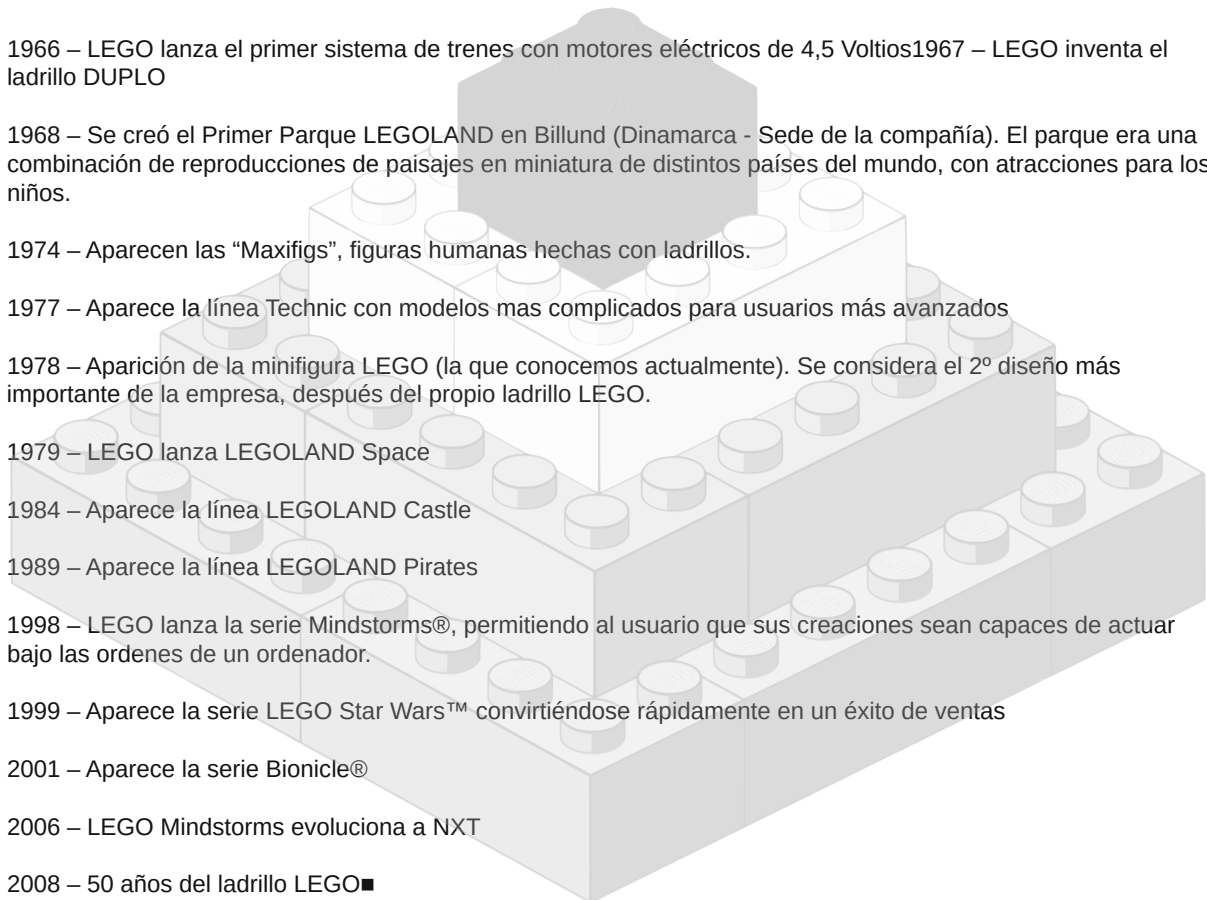 1966 – LEGO lanza el primer sistema de trenes con motores eléctricos de 4,5 Voltios1967 – LEGO inventa el
ladrillo DUPLO
1968 – Se creó el Primer Parque LEGOLAND en Billund (Dinamarca - Sede de la compañía). El parque era una
combinación de reproducciones de paisajes en miniatura de distintos países del mundo, con atracciones para los
niños.
1974 – Aparecen las “Maxifigs”, figuras humanas hechas con ladrillos.
1977 – Aparece la línea Technic con modelos mas complicados para usuarios más avanzados
1978 – Aparición de la minifigura LEGO (la que conocemos actualmente). Se considera el 2º diseño más
importante de la empresa, después del propio ladrillo LEGO.
1979 – LEGO lanza LEGOLAND Space
1984 – Aparece la línea LEGOLAND Castle
1989 – Aparece la línea LEGOLAND Pirates
1998 – LEGO lanza la serie Mindstorms®, permitiendo al usuario que sus creaciones sean capaces de actuar
bajo las ordenes de un ordenador.
1999 – Aparece la serie LEGO Star Wars™ convirtiéndose rápidamente en un éxito de ventas
2001 – Aparece la serie Bionicle®
2006 – LEGO Mindstorms evoluciona a NXT
2008 – 50 años del ladrillo LEGO■